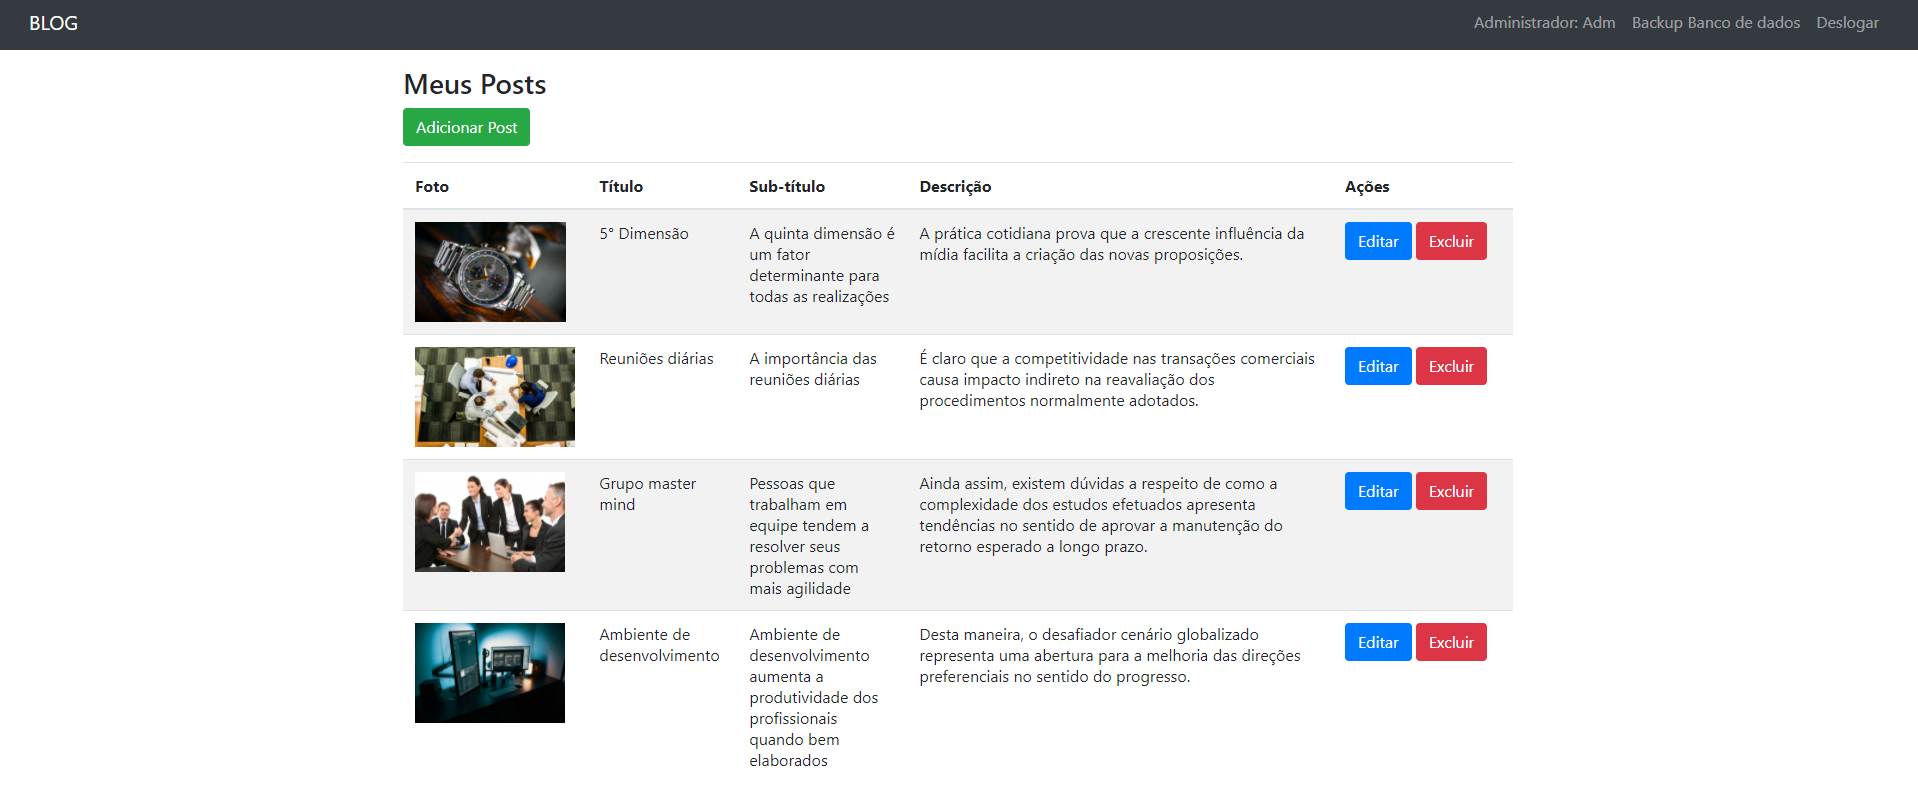 BLOG
Administrador: Adm Backup Banco de dados Deslogar
Meus Posts
Adicionar Post
Foto Título Sub-título Descrição Ações
5° Dimensão
A quinta dimensão é
um fator
determinante para
todas as realizações
A prática cotidiana prova que a crescente influência da
mídia facilita a criação das novas proposições.
Editar Excluir
Reuniões diárias
A importância das
reuniões diárias
É claro que a competitividade nas transações comerciais
causa impacto indireto na reavaliação dos
procedimentos normalmente adotados.
Editar Excluir
Grupo master
mind
Pessoas que
trabalham em
equipe tendem a
resolver seus
problemas com
mais agilidade
Ainda assim, existem dúvidas a respeito de como a
complexidade dos estudos efetuados apresenta
tendências no sentido de aprovar a manutenção do
retorno esperado a longo prazo.
Editar Excluir
Ambiente de
desenvolvimento
Ambiente de
desenvolvimento
aumenta a
produtividade dos
profissionais
quando bem
elaborados
Desta maneira, o desafiador cenário globalizado
representa uma abertura para a melhoria das direções
preferenciais no sentido do progresso.
Editar Excluir